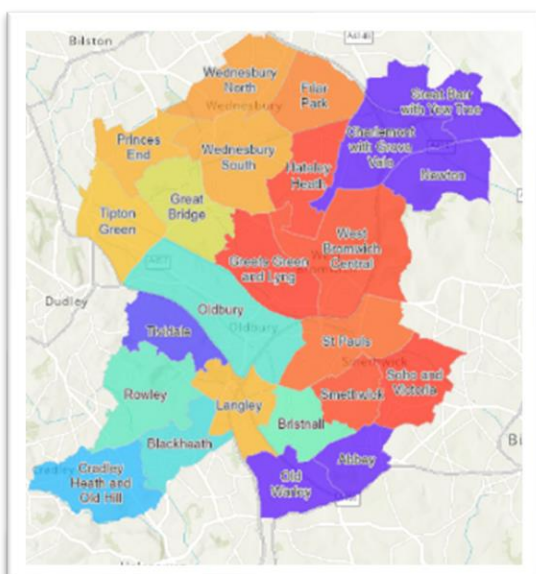 Bilston
A4148
Wednesbury
North
Wednesbury
Friar
Park
Great Barr
with Yew Tree
Charlemont
with Grove
Vale
Princes
End
Wednesbury
South
Hateley
Heath
Newton
Tipton
Green
Great
Bridge
West
Bromwich
Central
Greets Green
and Lyng
Dudley
Oldbury
Oldbury
Tividale
St Pauls
Smethwick
Soho and
Victoria
Rowley
Langley
Smethwick
Bristnall
Blackheath
Cradley
Heath and
Old Hill
Abbey
Old
Warley
Bi